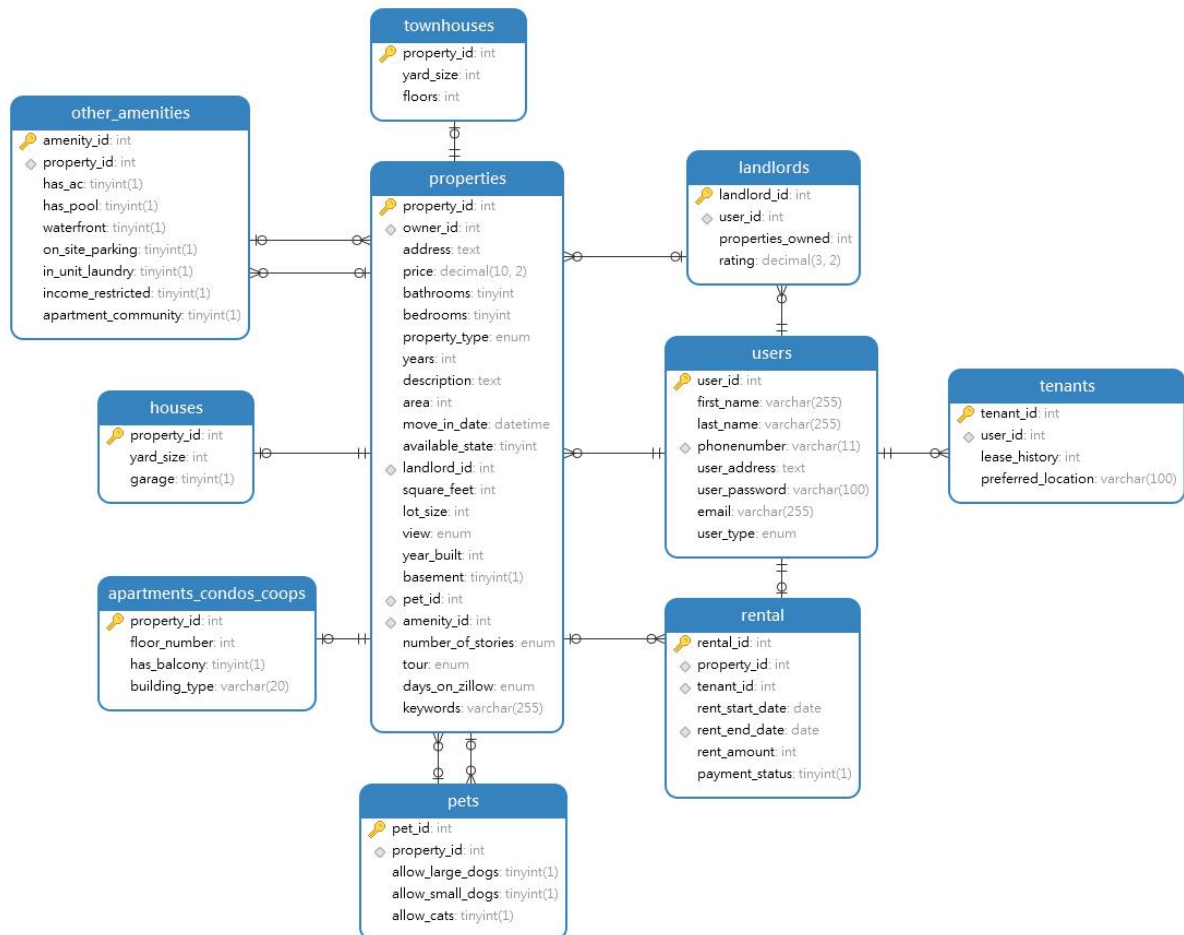 townhouses
property_id: int
yard_size: int
floors: int
other_amenities
amenity_id: int
property_id: int
has_ac: tinyint(1)
has_pool: tinyint(1)
waterfront: tinyint(1)
on_site_parking: tinyint(1)
in_unit_laundry: tinyint(1)
income_restricted: tinyint(1)
apartment_community: tinyint(1)
properties
property_id: int
owner_id: int
address: text
price: decimal(10, 2)
bathrooms: tinyint
bedrooms: tinyint
property_type: enum
years: int
description: text
area: int
move_in_date: datetime
available_state: tinyint
landlord_id: int
square_feet: int
lot_size: int
view: enum
year_built: int
basement: tinyint(1)
pet_id: int
amenity_id: int
number_of_stories: enum
tour: enum
days_on_zillow: enum
keywords: varchar(255)
landlords
landlord_id: int
user_id: int
properties_owned: int
rating: decimal(3, 2)
users
user_id: int
first_name: varchar(255)
last_name: varchar(255)
phonenumber: varchar(11)
user_address: text
user_password: varchar(100)
email: varchar(255)
user_type: enum
tenants
tenant_id: int
user_id: int
lease_history: int
preferred_location: varchar(100)
houses
property_id: int
yard_size: int
garage: tinyint(1)
apartments_condos_coops
property_id: int
floor_number: int
has_balcony: tinyint(1)
building_type: varchar(20)
rental
rental_id: int
property_id: int
tenant_id: int
rent_start_date: date
rent_end_date: date
rent_amount: int
payment_status: tinyint(1)
pets
pet_id: int
property_id: int
allow_large_dogs: tinyint(1)
allow_small_dogs: tinyint(1)
allow_cats: tinyint(1)